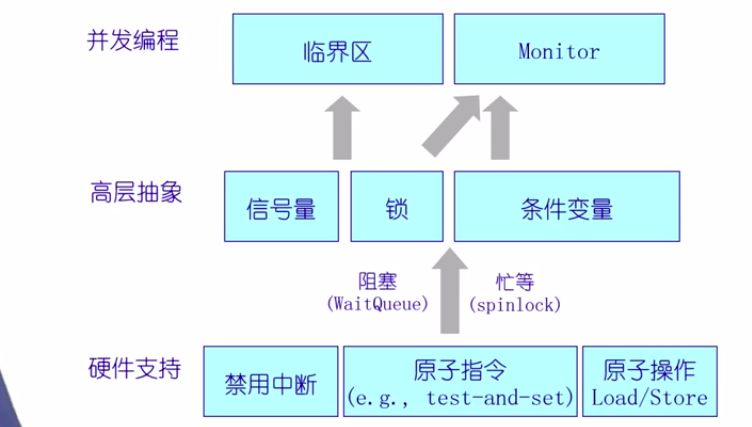 并发编程
临界区
Monitor
高层抽象
信号量
锁
条件变量
阻塞
(WaitQueue)
忙等
(spinlock)
硬件支持
禁用中断
原子指令
(e.g., test-and-set)
原子操作
Load/Store